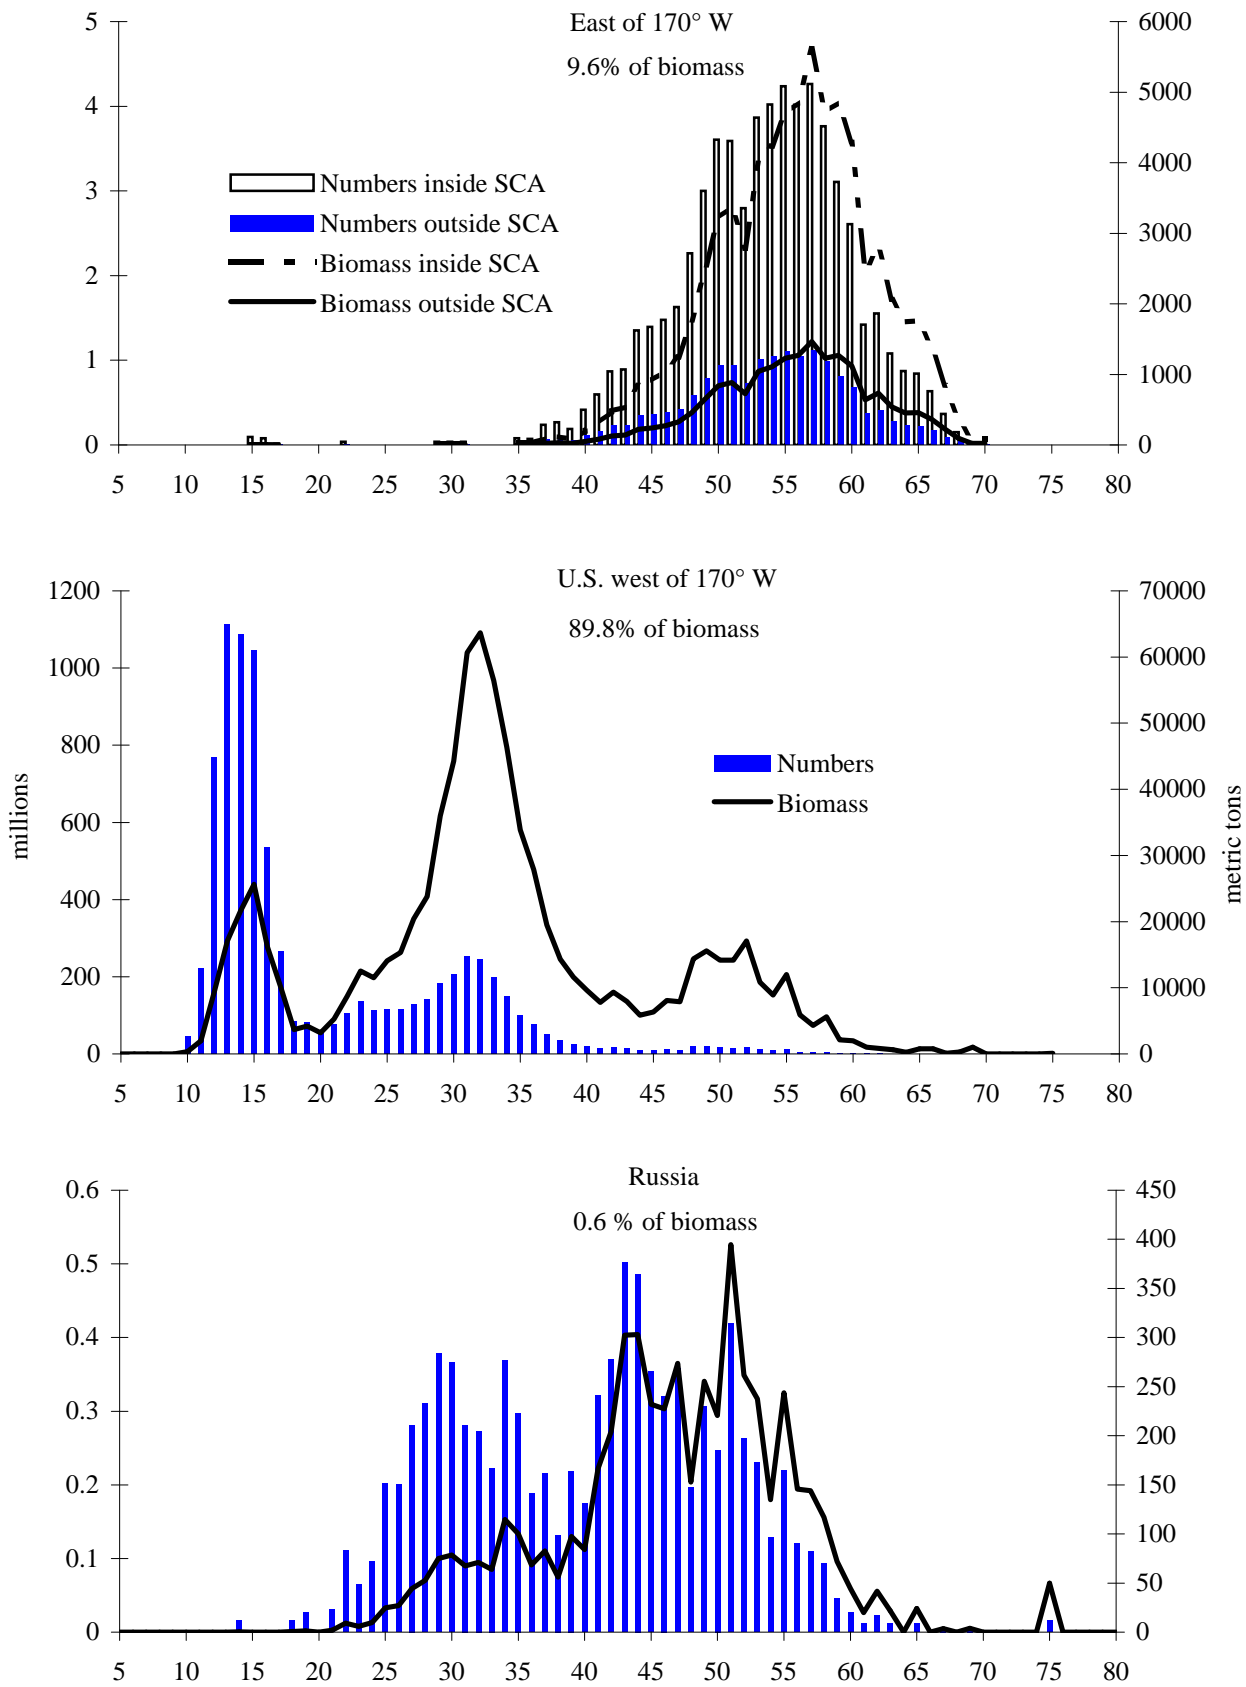 East of 170° W
9.6% of biomass
5
4
3
2
1
0
6000
5000
4000
3000
2000
1000
0
Numbers inside SCA
Numbers outside SCA
Biomass inside SCA
Biomass outside SCA
5 10 15 20 25 30 35 40 45 50 55 60 65 70 75 80
U.S. west of 170° W
89.8% of biomass
1200
1000
800
600
400
200
0
70000
60000
50000
40000
30000
20000
10000
0
millions
metric tons
Numbers
Biomass
5 10 15 20 25 30 35 40 45 50 55 60 65 70 75 80
Russia
0.6 % of biomass
0.6
0.5
0.4
0.3
0.2
0.1
0
450
400
350
300
250
200
150
100
50
0
5 10 15 20 25 30 35 40 45 50 55 60 65 70 75 80